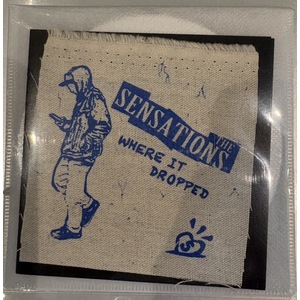 THE
SENSATIONS
WHERE IT
DROPPED